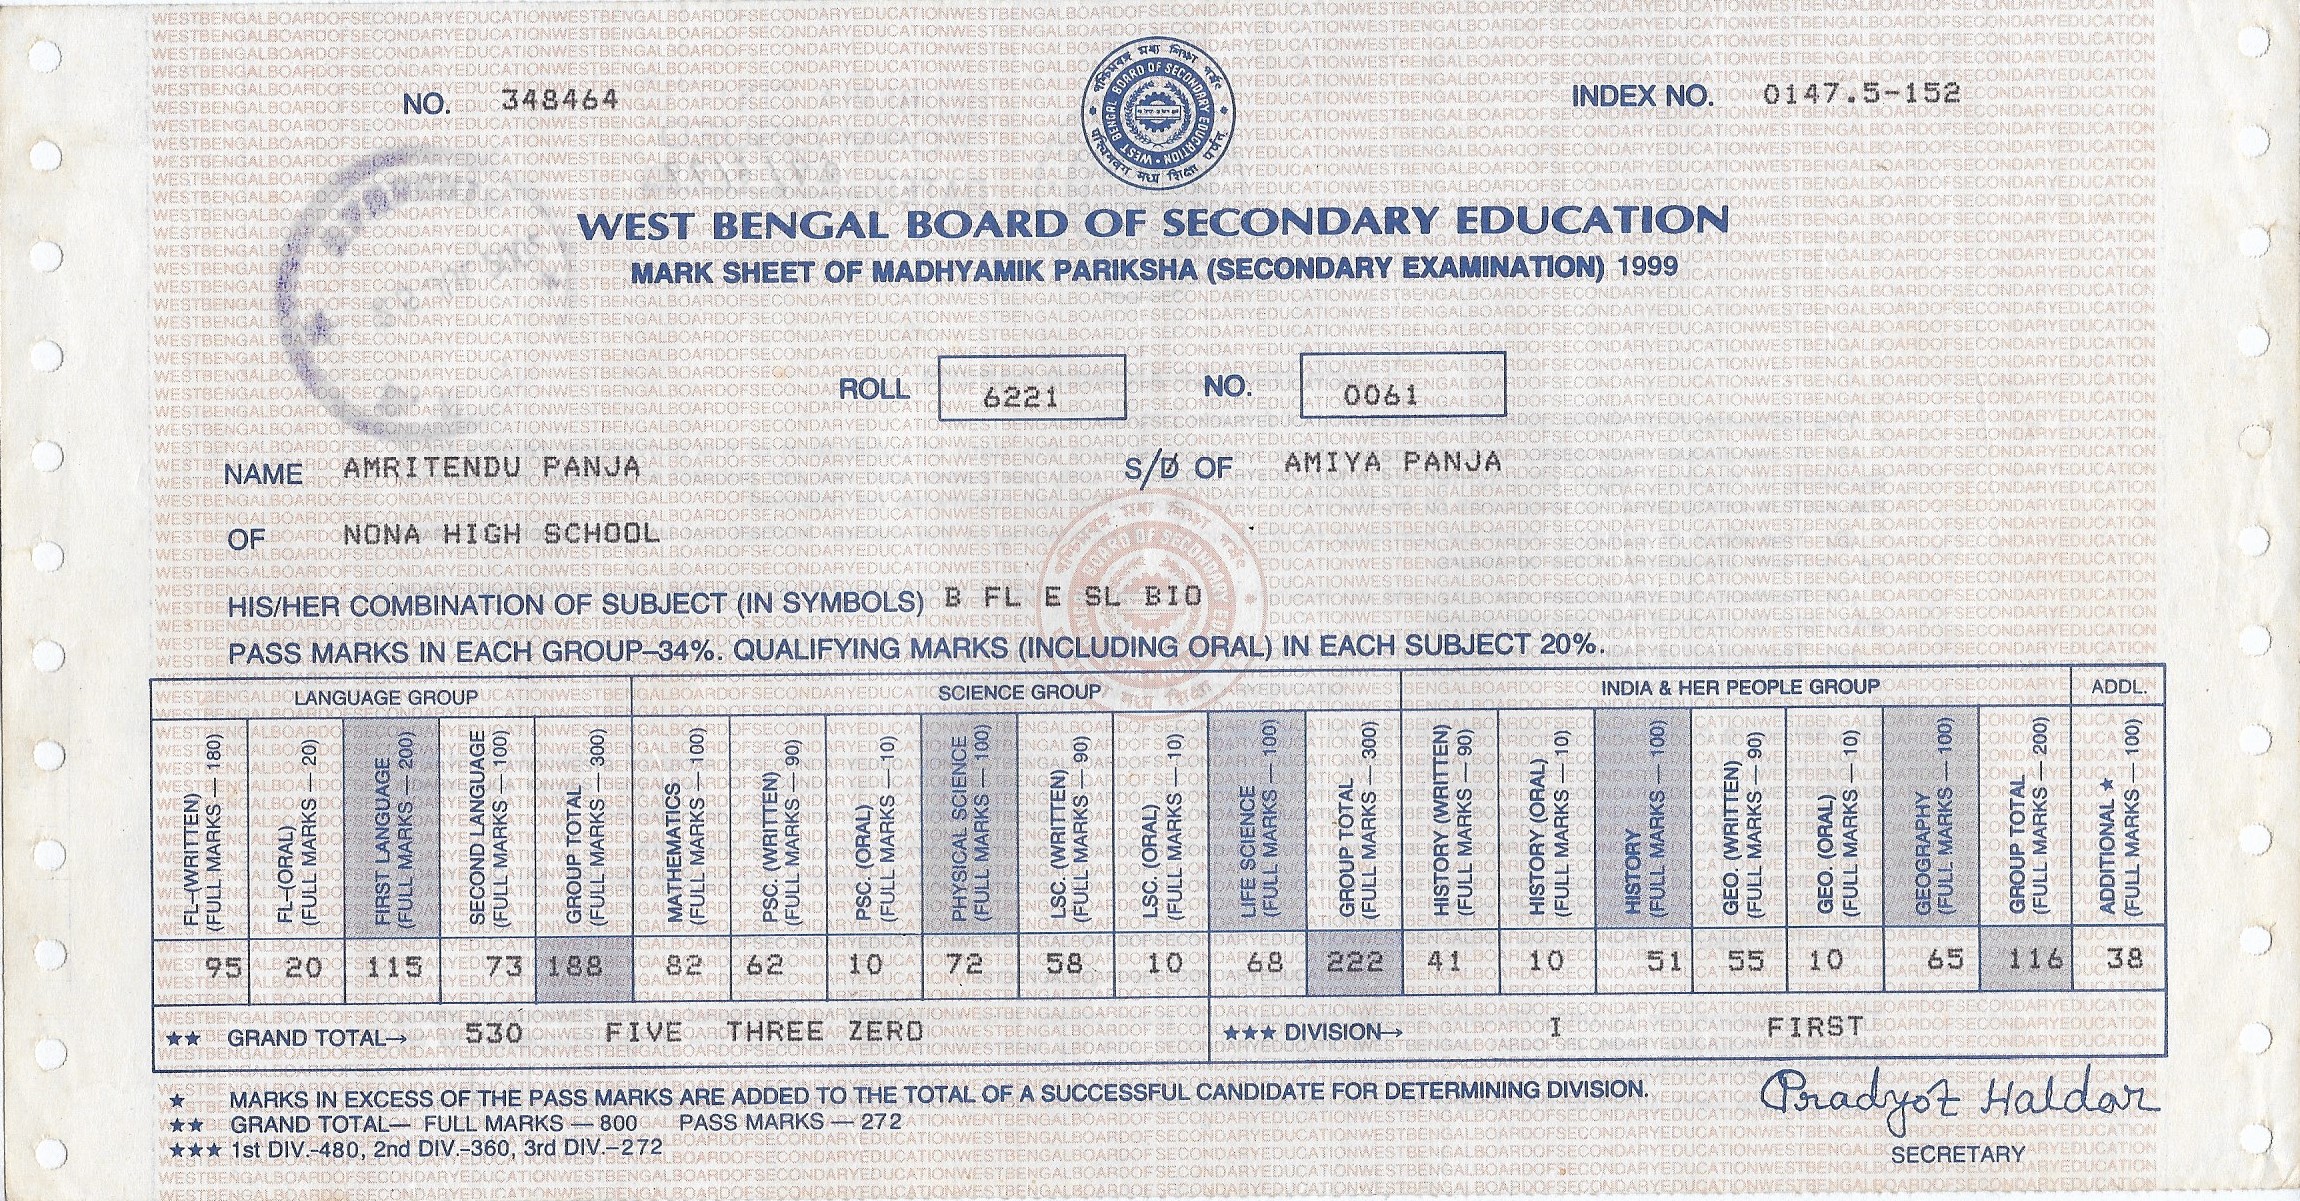 NO. 348464
INDEX NO. 0147.5-152
WEST BENGAL BOARD OF SECONDARY EDUCATION
WEST BENGAL BOARD OF SECONDARY EDUCATION
MARK SHEET OF MADHYAMIK PARIKSHA (SECONDARY EXAMINATION) 1999
ROLL 6221 NO. 0061
NAME AMRITENDU PANJA S/D OF AMIYA PANJA
OF NONA HIGH SCHOOL
HIS/HER COMBINATION OF SUBJECT (IN SYMBOLS) B FL E SL BIO
PASS MARKS IN EACH GROUP–34%. QUALIFYING MARKS (INCLUDING ORAL) IN EACH SUBJECT 20%.
LANGUAGE GROUP SCIENCE GROUP INDIA & HER PEOPLE GROUP ADDL.
FL–(WRITTEN)
(FULL MARKS — 180)
FL–(ORAL)
(FULL MARKS — 20)
FIRST LANGUAGE
(FULL MARKS — 200)
SECOND LANGUAGE
(FULL MARKS — 100)
GROUP TOTAL
(FULL MARKS — 300)
MATHEMATICS
(FULL MARKS — 100)
PSC. (WRITTEN)
(FULL MARKS — 90)
PSC. (ORAL)
(FULL MARKS — 10)
PHYSICAL SCIENCE
(FULL MARKS — 100)
LSC. (WRITTEN)
(FULL MARKS — 90)
LSC. (ORAL)
(FULL MARKS — 10)
LIFE SCIENCE
(FULL MARKS — 100)
GROUP TOTAL
(FULL MARKS — 300)
HISTORY (WRITTEN)
(FULL MARKS — 90)
HISTORY (ORAL)
(FULL MARKS — 10)
HISTORY
(FULL MARKS — 100)
GEO. (WRITTEN)
(FULL MARKS — 90)
GEO. (ORAL)
(FULL MARKS — 10)
GEOGRAPHY
(FULL MARKS — 100)
GROUP TOTAL
(FULL MARKS — 200)
ADDITIONAL ★
(FULL MARKS — 100)
95 20 115 73 188 82 62 10 72 58 10 68 222 41 10 51 55 10 65 116 38
★★ GRAND TOTAL→ 530 FIVE THREE ZERO ★★★ DIVISION→ I FIRST
★ MARKS IN EXCESS OF THE PASS MARKS ARE ADDED TO THE TOTAL OF A SUCCESSFUL CANDIDATE FOR DETERMINING DIVISION.
★★ GRAND TOTAL— FULL MARKS — 800 PASS MARKS — 272
★★★ 1st DIV.-480, 2nd DIV.-360, 3rd DIV.-272
Pradyot Haldar
SECRETARY